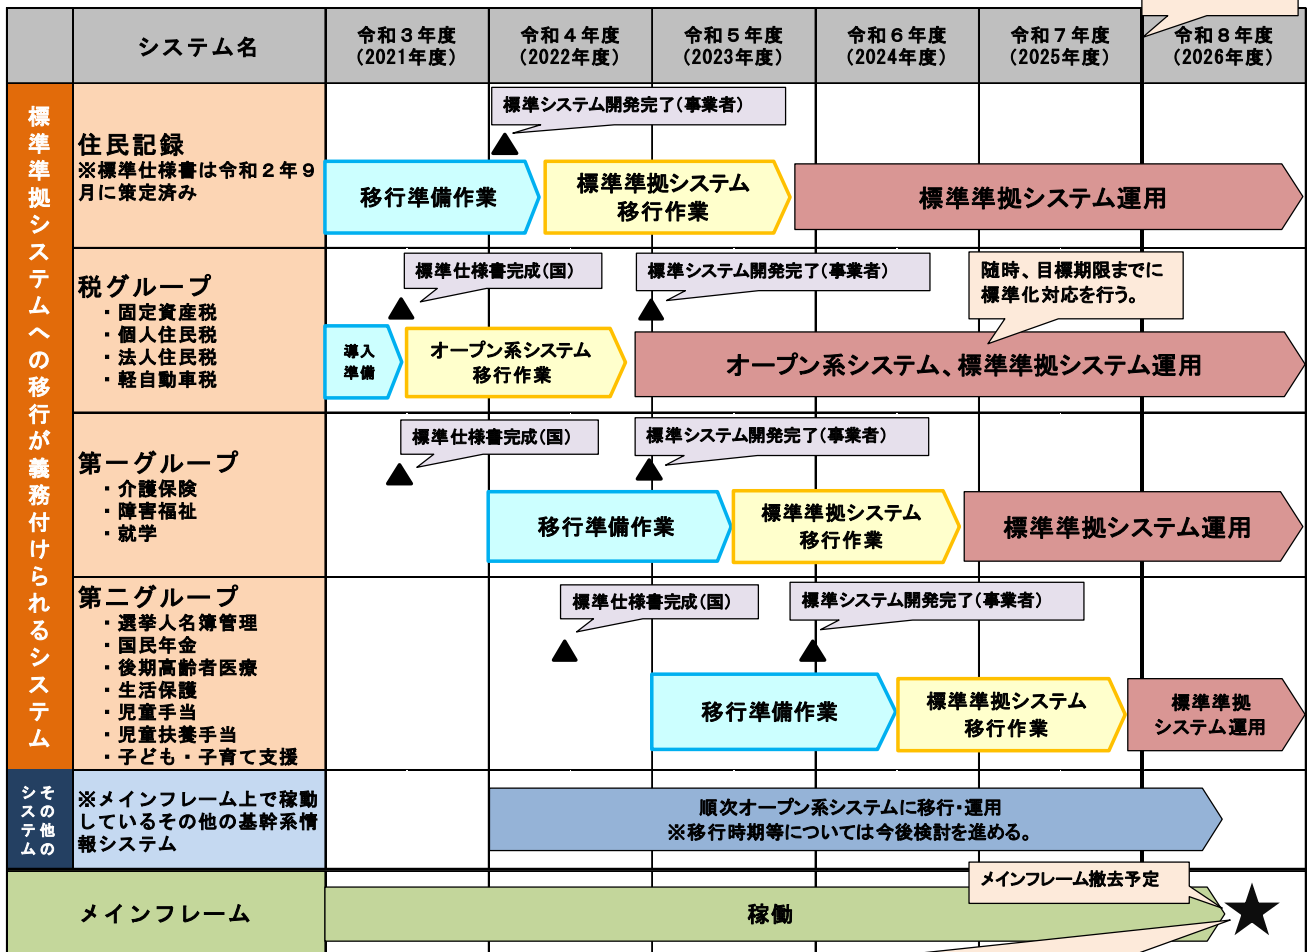 システム名
令和３年度
(2021年度)
令和４年度
(2022年度)
令和５年度
(2023年度)
令和６年度
(2024年度)
令和７年度
(2025年度)
令和８年度
(2026年度)
標準準拠システムへの移行が義務付けられるシステム
住民記録
※標準仕様書は令和２年９
月に策定済み
標準システム開発完了(事業者)
▲
移行準備作業
標準準拠システム
移行作業
標準準拠システム運用
税グループ
・固定資産税
・個人住民税
・法人住民税
・軽自動車税
標準仕様書完成(国)
▲
標準システム開発完了(事業者)
▲
随時、目標期限までに
標準化対応を行う。
導入
準備
オープン系システム
移行作業
オープン系システム、標準準拠システム運用
第一グループ
・介護保険
・障害福祉
・就学
標準仕様書完成(国)
▲
標準システム開発完了(事業者)
▲
移行準備作業
標準準拠システム
移行作業
標準準拠システム運用
第二グループ
・選挙人名簿管理
・国民年金
・後期高齢者医療
・生活保護
・児童手当
・児童扶養手当
・子ども・子育て支援
標準仕様書完成(国)
▲
標準システム開発完了(事業者)
▲
移行準備作業
標準準拠システム
移行作業
標準準拠
システム運用
その他の
システム
※メインフレーム上で稼動
しているその他の基幹系情
報システム
順次オープン系システムに移行・運用
※移行時期等については今後検討を進める。
メインフレーム
稼働
メインフレーム撤去予定
★